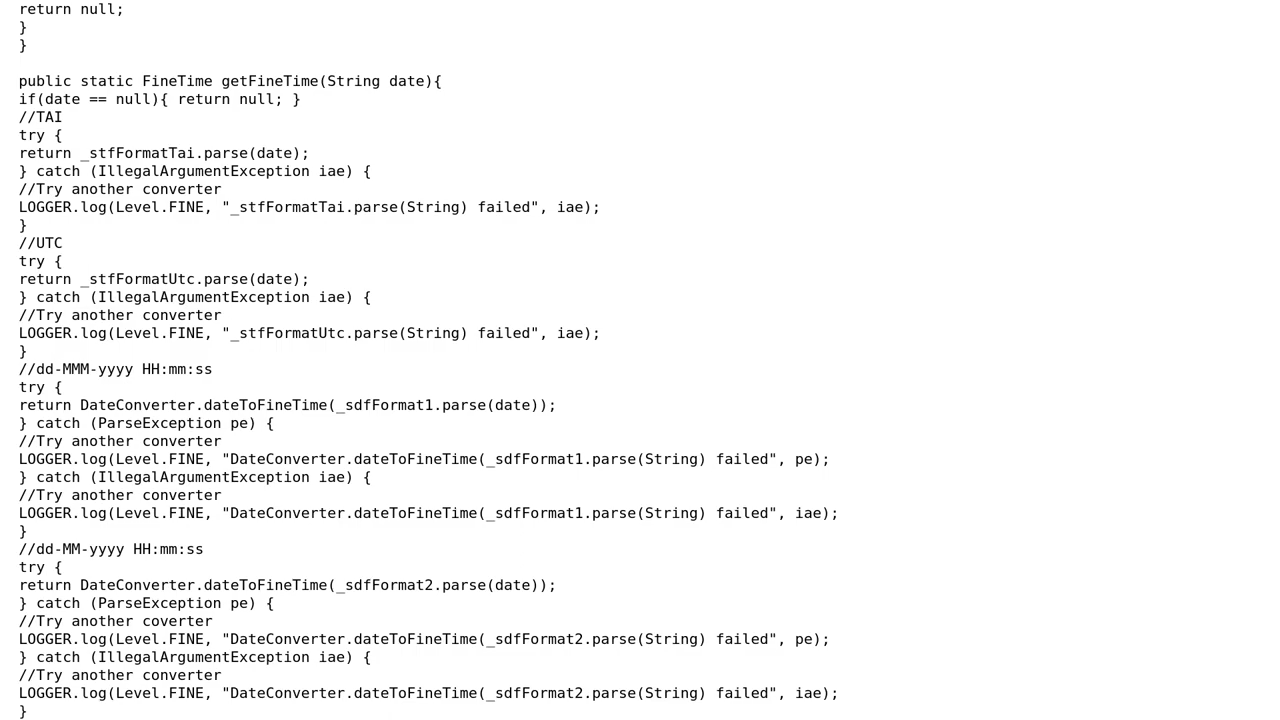 return null;
}
}
public static FineTime getFineTime(String date){
if(date == null){ return null; }
//TAI
try {
return _stfFormatTai.parse(date);
} catch (IllegalArgumentException iae) {
//Try another converter
LOGGER.log(Level.FINE, "_stfFormatTai.parse(String) failed", iae);
}
//UTC
try {
return _stfFormatUtc.parse(date);
} catch (IllegalArgumentException iae) {
//Try another converter
LOGGER.log(Level.FINE, "_stfFormatUtc.parse(String) failed", iae);
}
//dd-MMM-yyyy HH:mm:ss
try {
return DateConverter.dateToFineTime(_sdfFormat1.parse(date));
} catch (ParseException pe) {
//Try another converter
LOGGER.log(Level.FINE, "DateConverter.dateToFineTime(_sdfFormat1.parse(String) failed", pe);
} catch (IllegalArgumentException iae) {
//Try another converter
LOGGER.log(Level.FINE, "DateConverter.dateToFineTime(_sdfFormat1.parse(String) failed", iae);
}
//dd-MM-yyyy HH:mm:ss
try {
return DateConverter.dateToFineTime(_sdfFormat2.parse(date));
} catch (ParseException pe) {
//Try another coverter
LOGGER.log(Level.FINE, "DateConverter.dateToFineTime(_sdfFormat2.parse(String) failed", pe);
} catch (IllegalArgumentException iae) {
//Try another converter
LOGGER.log(Level.FINE, "DateConverter.dateToFineTime(_sdfFormat2.parse(String) failed", iae);
}